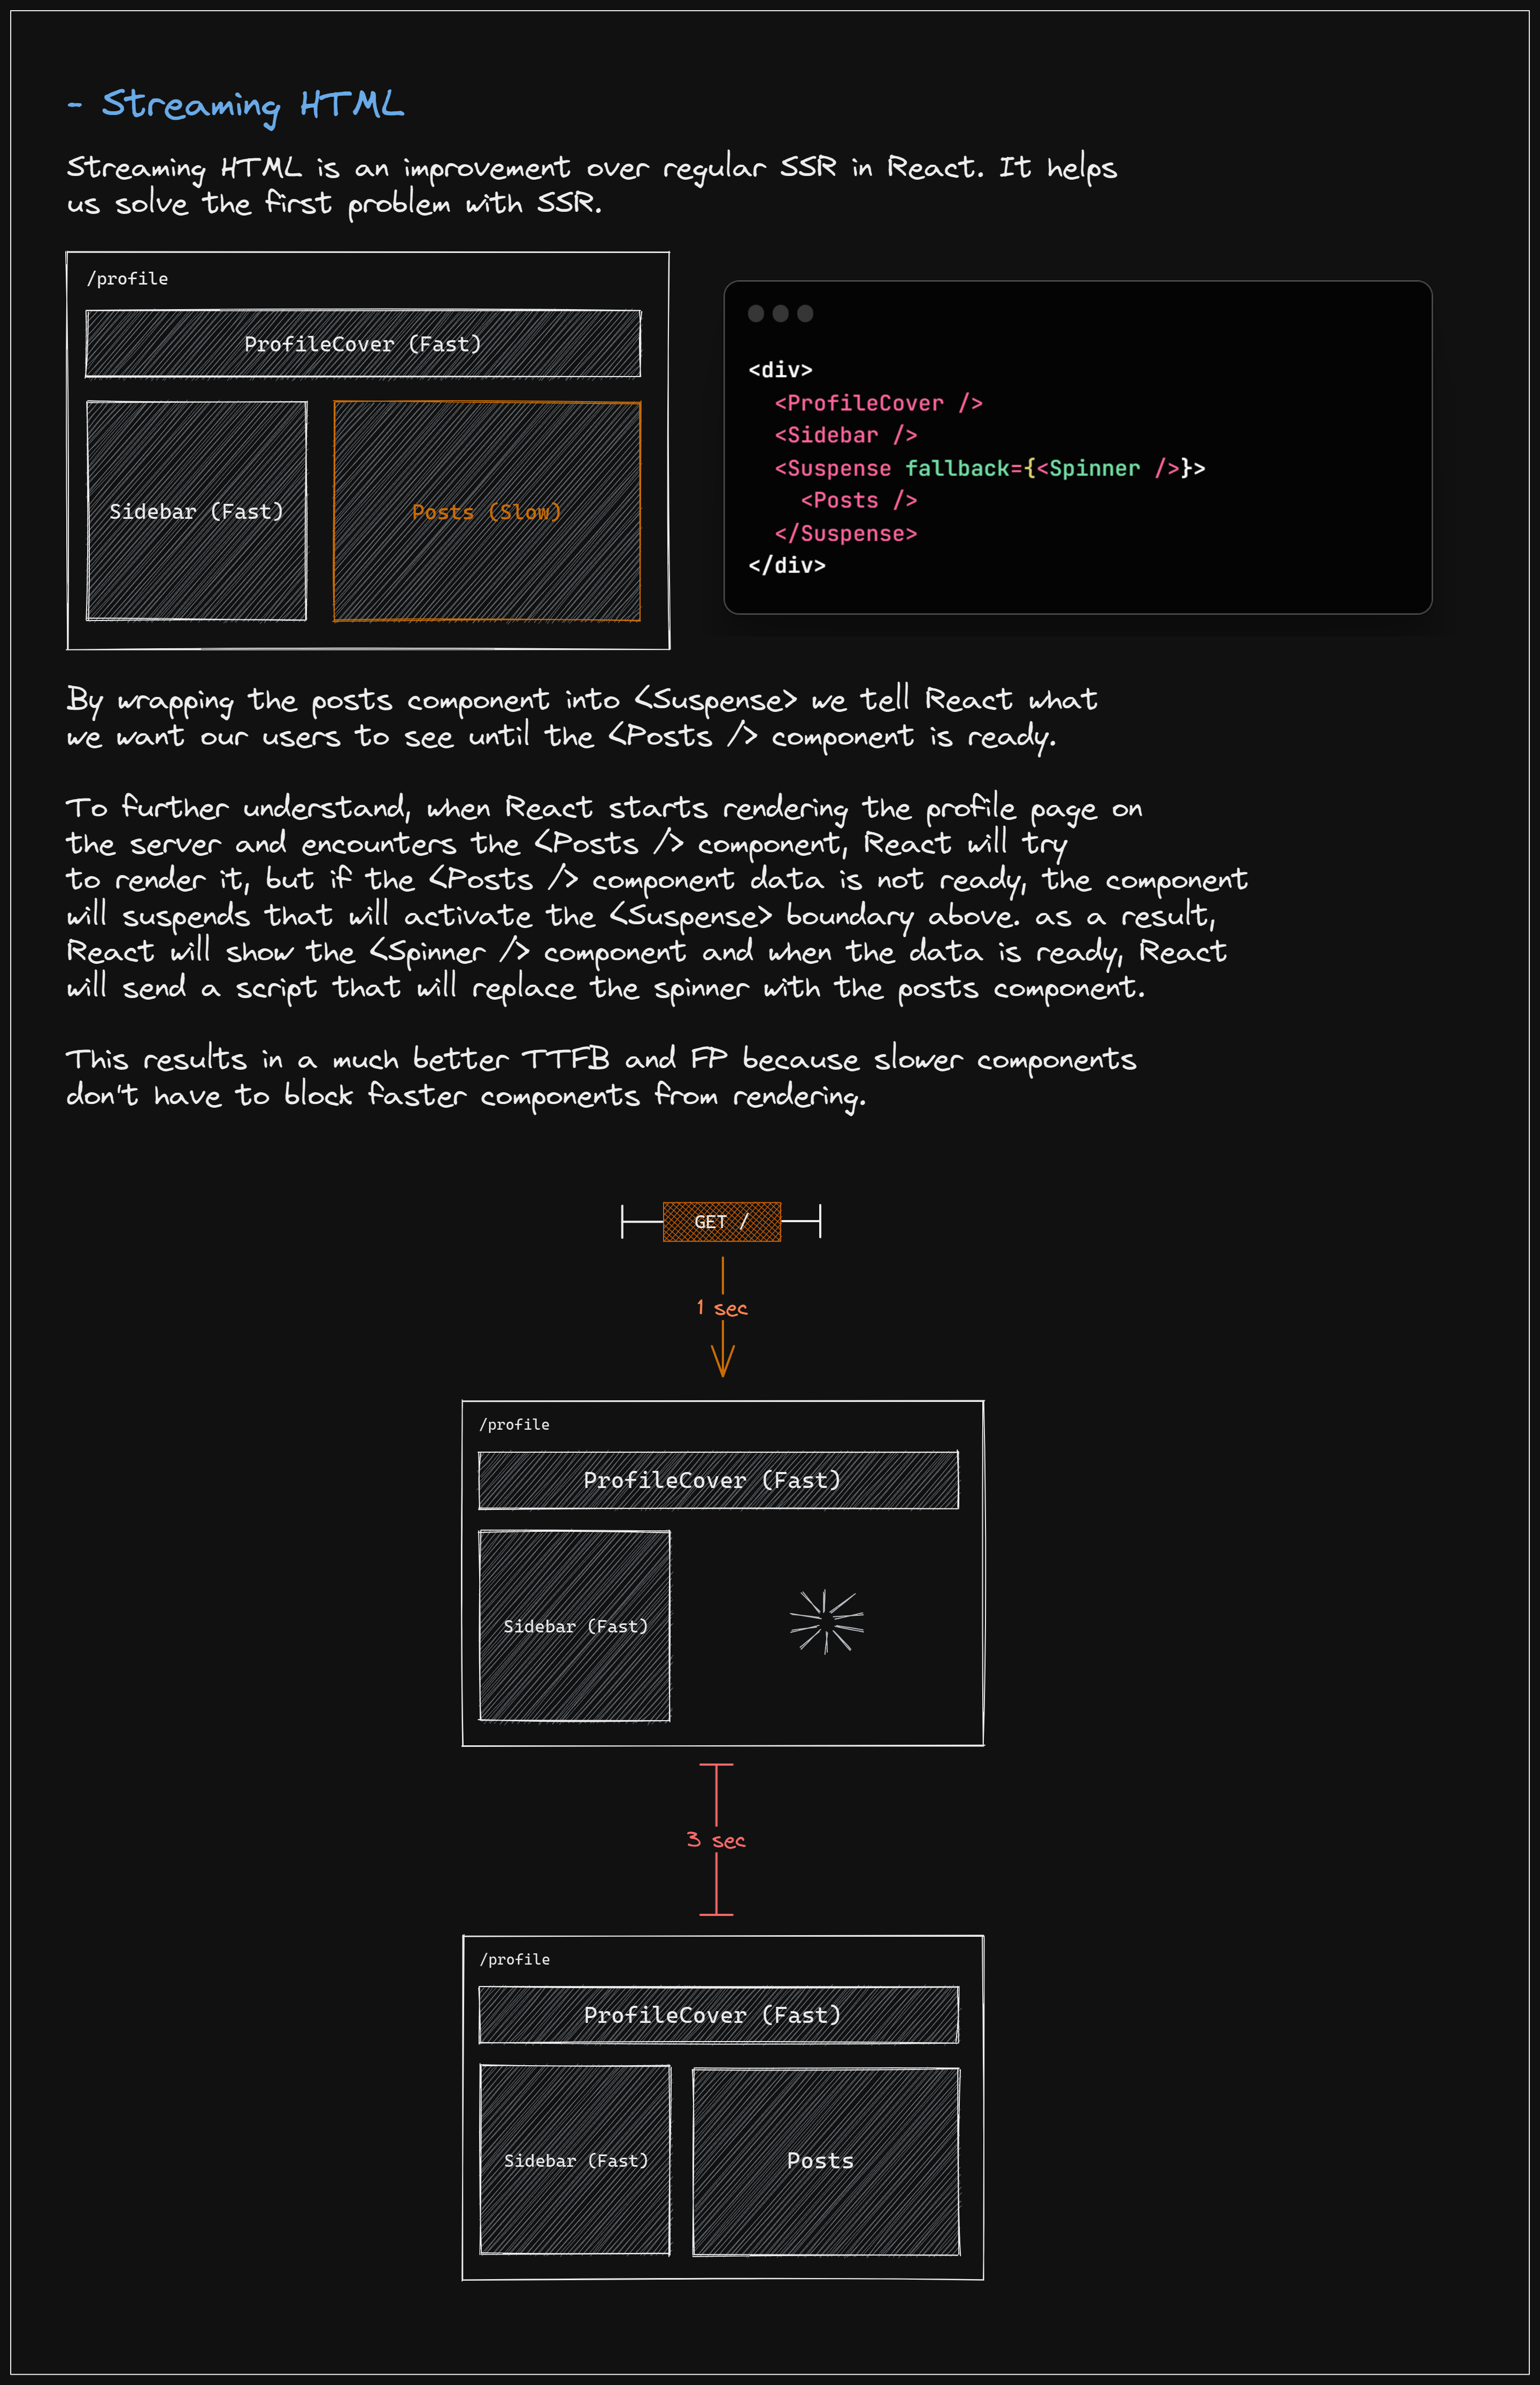 - Streaming HTML
Streaming HTML is an improvement over regular SSR in React. It helps
us solve the first problem with SSR.
/profile
ProfileCover (Fast)
Sidebar (Fast)
Posts (Slow)
<div>
<ProfileCover />
<Sidebar />
<Suspense fallback={<Spinner />}>
<Posts />
</Suspense>
</div>
By wrapping the posts component into <Suspense> we tell React what
we want our users to see until the <Posts /> component is ready.
To further understand, when React starts rendering the profile page on
the server and encounters the <Posts /> component, React will try
to render it, but if the <Posts /> component data is not ready, the component
will suspends that will activate the <Suspense> boundary above. as a result,
React will show the <Spinner /> component and when the data is ready, React
will send a script that will replace the spinner with the posts component.
This results in a much better TTFB and FP because slower components
don't have to block faster components from rendering.
GET /
1 sec
/profile
ProfileCover (Fast)
Sidebar (Fast)
3 sec
/profile
ProfileCover (Fast)
Sidebar (Fast)
Posts